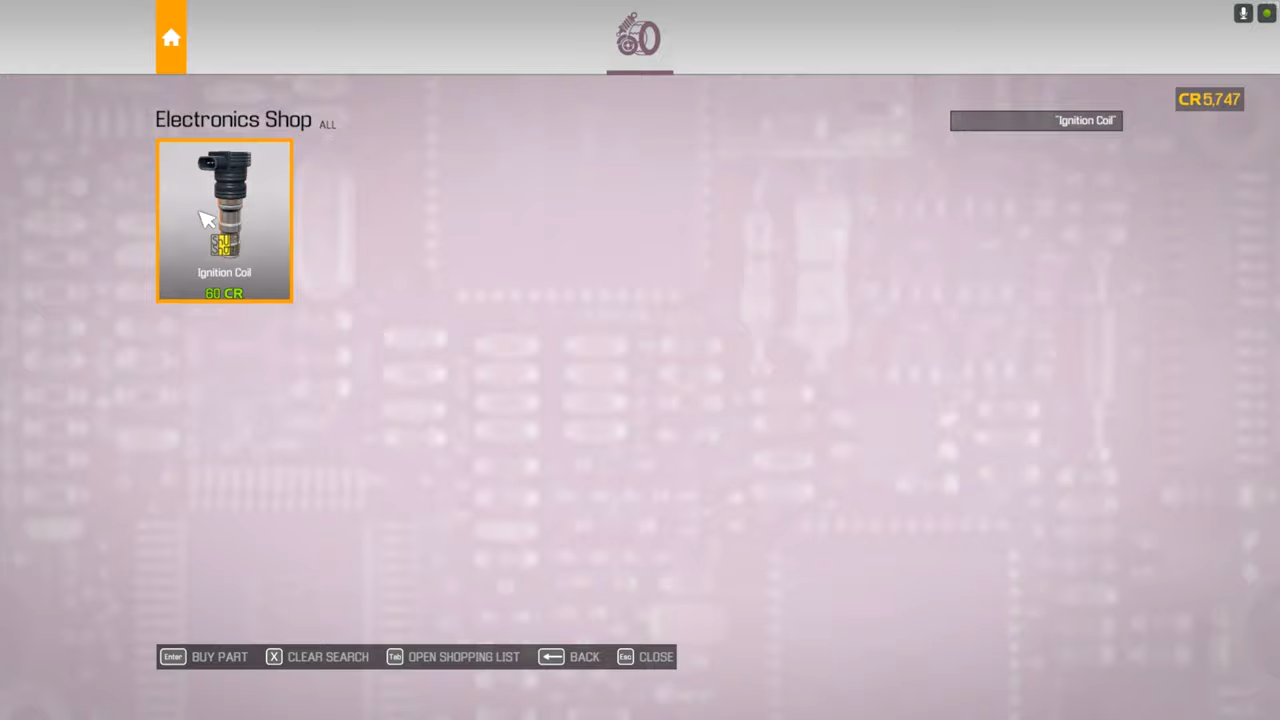 CR 5,747
Electronics Shop ALL
"Ignition Coil"
Ignition Coil
60 CR
Enter BUY PART X CLEAR SEARCH Tab OPEN SHOPPING LIST BACK Esc CLOSE